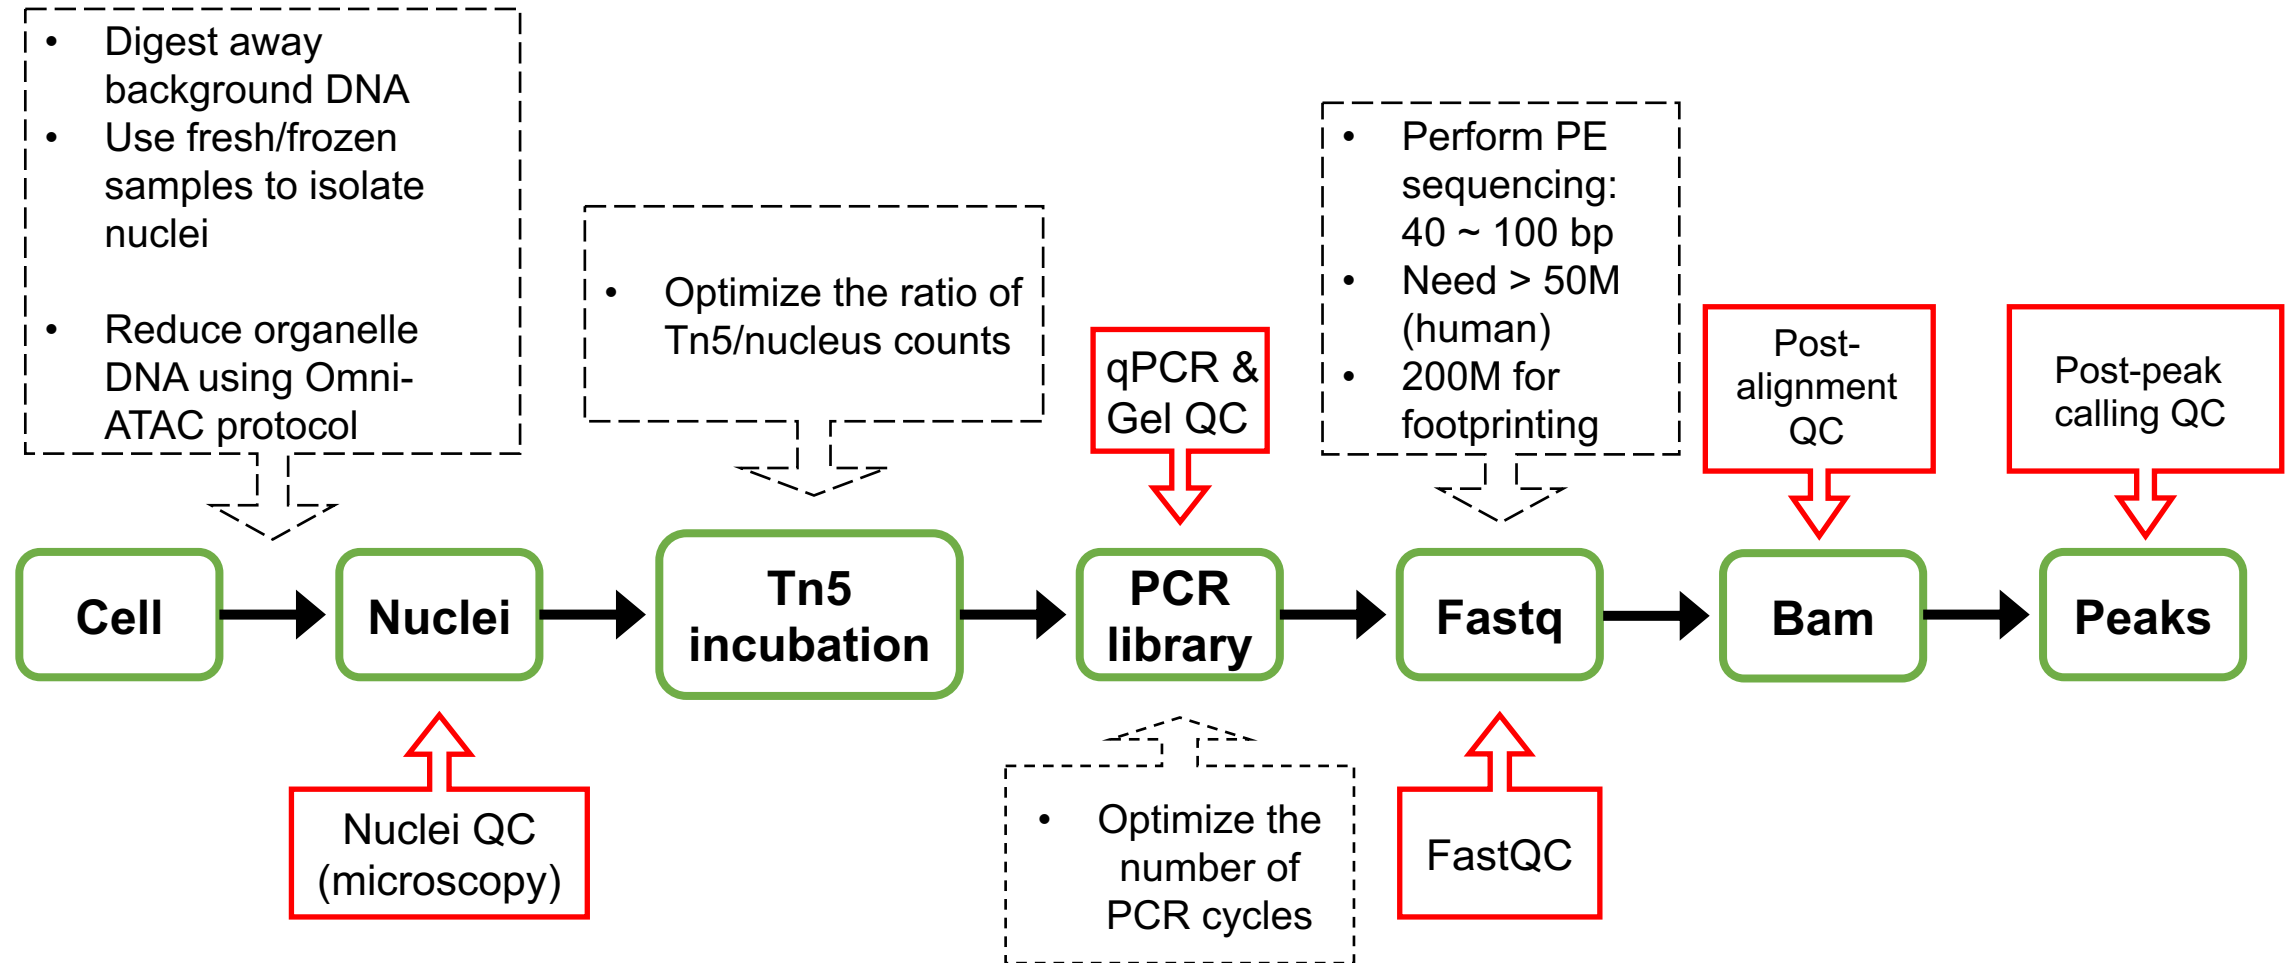 • Digest away
background DNA
• Use fresh/frozen
samples to isolate
nuclei
• Reduce organelle
DNA using Omni-
ATAC protocol
• Optimize the ratio of
Tn5/nucleus counts
qPCR &
Gel QC
• Perform PE
sequencing:
40 ~ 100 bp
• Need > 50M
(human)
• 200M for
footprinting
Post-
alignment
QC
Post-peak
calling QC
Cell
Nuclei
Tn5
incubation
PCR
library
Fastq
Bam
Peaks
Nuclei QC
(microscopy)
• Optimize the
number of
PCR cycles
FastQC